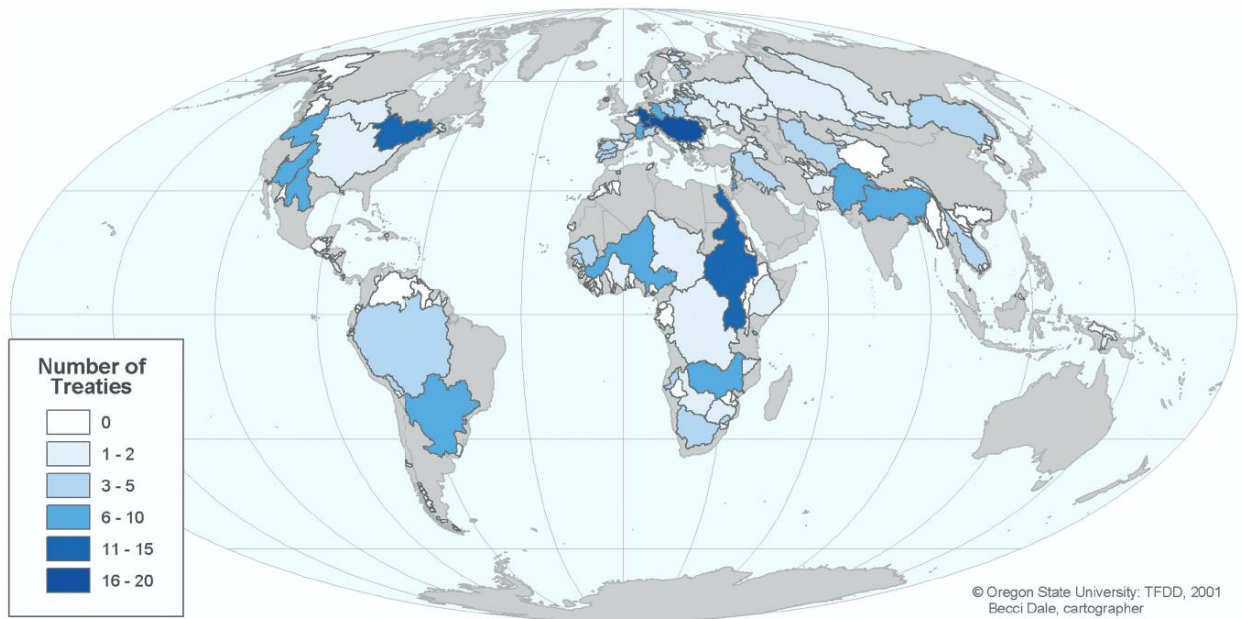 Number of
Treaties
0
1 - 2
3 - 5
6 - 10
11 - 15
16 - 20
© Oregon State University: TFDD, 2001
Becci Dale, cartographer